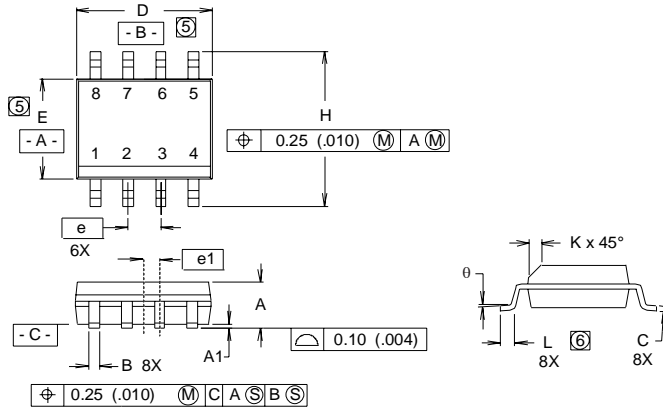 D
- B - ⑤
8 7 6 5
⑤ E
- A -
H
⌖ 0.25 (.010) Ⓜ A Ⓜ
1 2 3 4
e
6X
e1
K x 45°
θ
A
- C -
A1
⌓ 0.10 (.004)
L ⑥
8X
C
8X
B 8X
⌖ 0.25 (.010) Ⓜ C A Ⓢ B Ⓢ